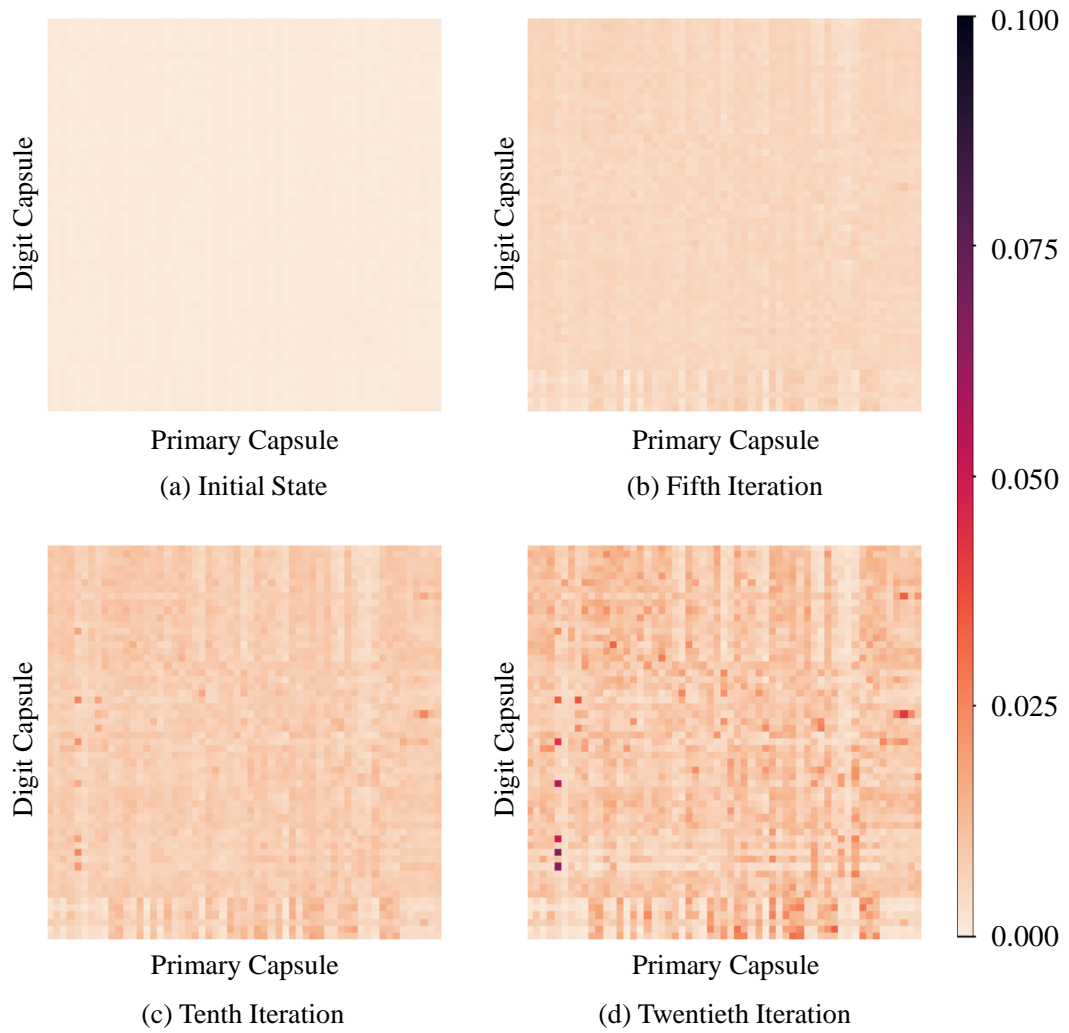 Digit Capsule
Primary Capsule
(a) Initial State
Digit Capsule
Primary Capsule
(b) Fifth Iteration
Digit Capsule
Primary Capsule
(c) Tenth Iteration
Digit Capsule
Primary Capsule
(d) Twentieth Iteration
0.100
0.075
0.050
0.025
0.000